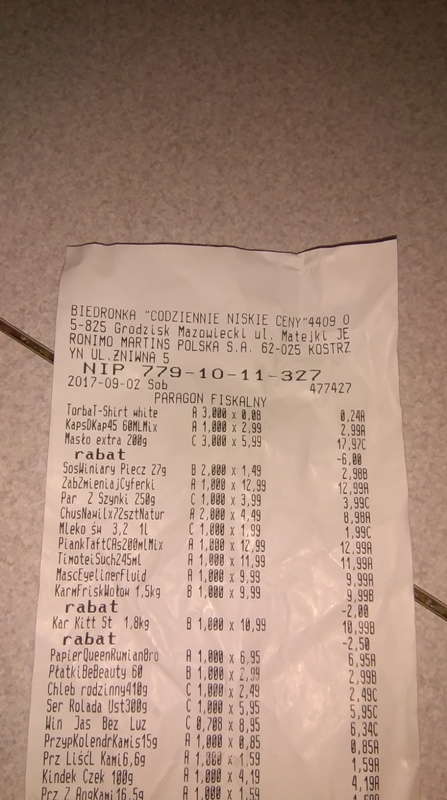 BIEDRONKA "CODZIENNIE NISKIE CENY"4409 0
5-825 Grodzisk Mazowiecki ul. Matejki JE
RONIMO MARTINS POLSKA S.A. 62-025 KOSTRZ
YN UL.ŻNIWNA 5
NIP 779-10-11-327
2017-09-02 Sob 477427
PARAGON FISKALNY
TorbaT-Shirt white A 3,000 x 0,08 0,24A
KapsDKap45 60MLMix A 1,000 x 2,99 2,99A
Masło extra 200g C 3,000 x 5,99 17,97C
rabat -6,00
SosWiniary Piecz 27g B 2,000 x 1,49 2,98B
ZabZmieniajCyferki A 1,000 x 12,99 12,99A
Par Z Szynki 250g C 1,000 x 3,99 3,99C
ChusNawilx72sztNatur A 2,000 x 4,49 8,98A
Mleko św 3,2 1l C 1,000 x 1,99 1,99C
PiankTaftCAs200mlMix A 1,000 x 12,99 12,99A
TimoteiSuch245ml A 1,000 x 11,99 11,99A
MascEyelinerFluid A 1,000 x 9,99 9,99A
KarmFriskWołow 1,5kg B 1,000 x 9,99 9,99B
rabat -2,00
Kar Kitt St 1,8kg B 1,000 x 10,99 10,99B
rabat -2,50
PapierQueenRumianBro A 1,000 x 6,95 6,95A
PłatkiBeBeauty 60 B 1,000 x 2,99 2,99B
Chleb rodzinny410g C 1,000 x 2,49 2,49C
Ser Rolada Ust300g C 1,000 x 5,95 5,95C
Win Jas Bez Luz C 0,708 x 8,95 6,34C
PrzypKolendrKamis15g A 1,000 x 0,85 0,85A
Prz Liśćl Kami6,6g A 1,000 x 1,59 1,59A
Kindek Czek 100g A 1,000 x 4,19 4,19A
Prz Z AngKami16,5g A 1,000 x 1,59